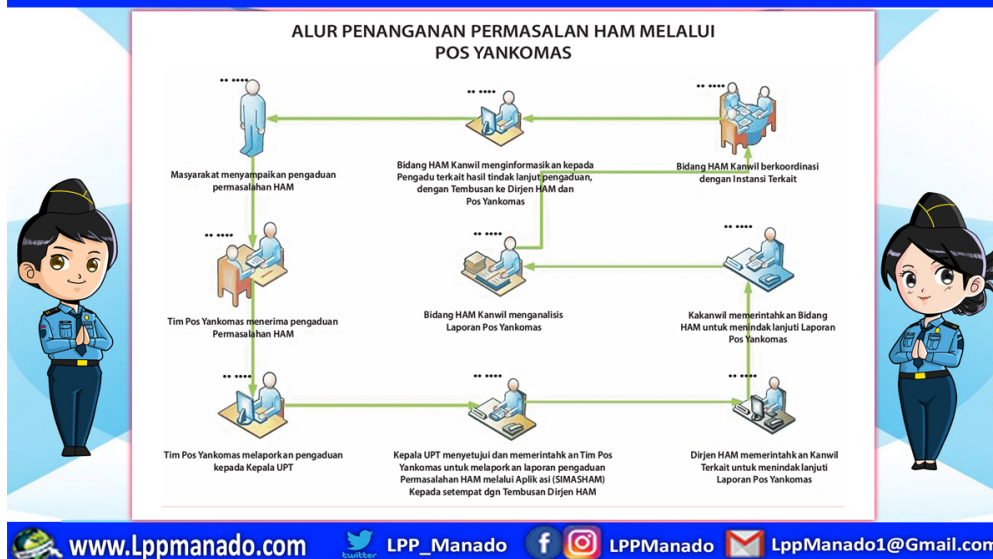 ALUR PENANGANAN PERMASALAN HAM MELALUI
POS YANKOMAS
Masyarakat menyampaikan pengaduan
permasalahan HAM
Bidang HAM Kanwil menginformasikan kepada
Pengadu terkait hasil tindak lanjut pengaduan,
dengan Tembusan ke Dirjen HAM dan
Pos Yankomas
Bidang HAM Kanwil berkoordinasi
dengan Instansi Terkait
Tim Pos Yankomas menerima pengaduan
Permasalahan HAM
Bidang HAM Kanwil menganalisis
Laporan Pos Yankomas
Kakanwil memerintahkan Bidang
HAM untuk menindak lanjuti Laporan
Pos Yankomas
Tim Pos Yankomas melaporkan pengaduan
kepada Kepala UPT
Kepala UPT menyetujui dan memerintahkan Tim Pos
Yankomas untuk melaporkan laporan pengaduan
Permasalahan HAM melalui Aplikasi (SIMASHAM)
Kepada setempat dgn Tembusan Dirjen HAM
Dirjen HAM memerintahkan Kanwil
Terkait untuk menindak lanjuti
Laporan Pos Yankomas
www.Lppmanado.com
twitter
LPP_Manado
LPPManado
LppManado1@Gmail.com